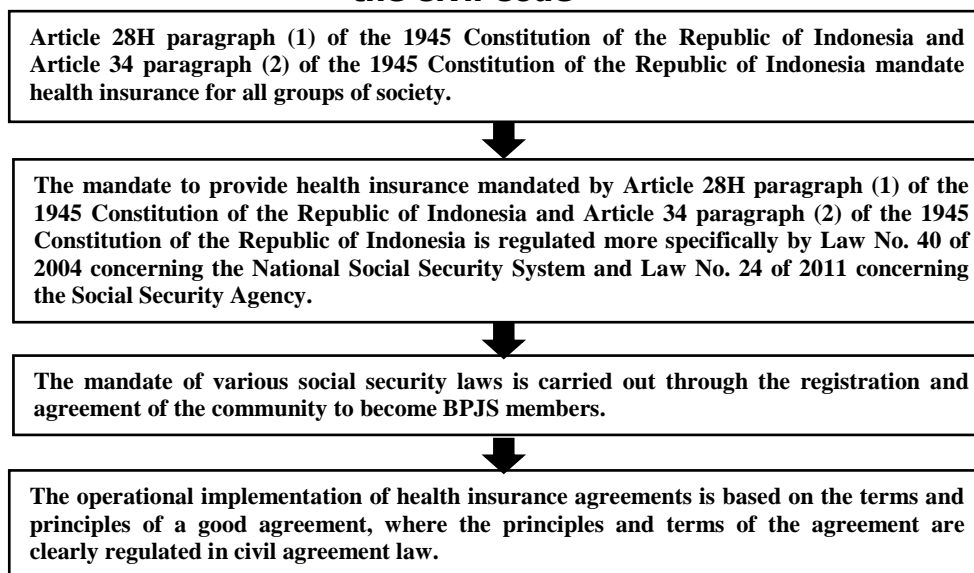 the Civil Code
Article 28H paragraph (1) of the 1945 Constitution of the Republic of Indonesia and
Article 34 paragraph (2) of the 1945 Constitution of the Republic of Indonesia mandate
health insurance for all groups of society.
The mandate to provide health insurance mandated by Article 28H paragraph (1) of the
1945 Constitution of the Republic of Indonesia and Article 34 paragraph (2) of the 1945
Constitution of the Republic of Indonesia is regulated more specifically by Law No. 40 of
2004 concerning the National Social Security System and Law No. 24 of 2011 concerning
the Social Security Agency.
The mandate of various social security laws is carried out through the registration and
agreement of the community to become BPJS members.
The operational implementation of health insurance agreements is based on the terms and
principles of a good agreement, where the principles and terms of the agreement are
clearly regulated in civil agreement law.